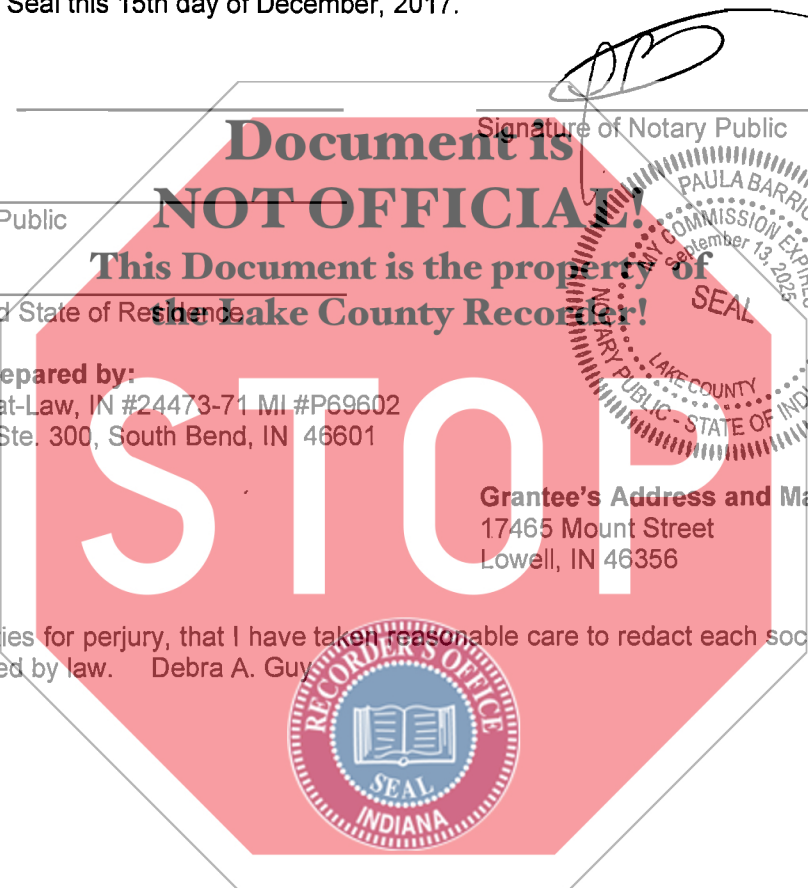 Seal this 15th day of December, 2017.
Signature of Notary Public
Document is
NOT OFFICIAL!
This Document is the property of
the Lake County Recorder!
Public
State of Residence
PAULA
MY COMMISSION
September 13, 2025
SEAL
LAKE COUNTY
NOTARY PUBLIC - STATE OF
epared by:
at-Law, IN #24473-71 MI #P69602
Ste. 300, South Bend, IN 46601
STOP
Grantee's Address and Ma
17465 Mount Street
Lowell, IN 46356
ies for perjury, that I have taken reasonable care to redact each soc
ed by law. Debra A. Guy
RECORDER'S OFFICE
SEAL
INDIANA